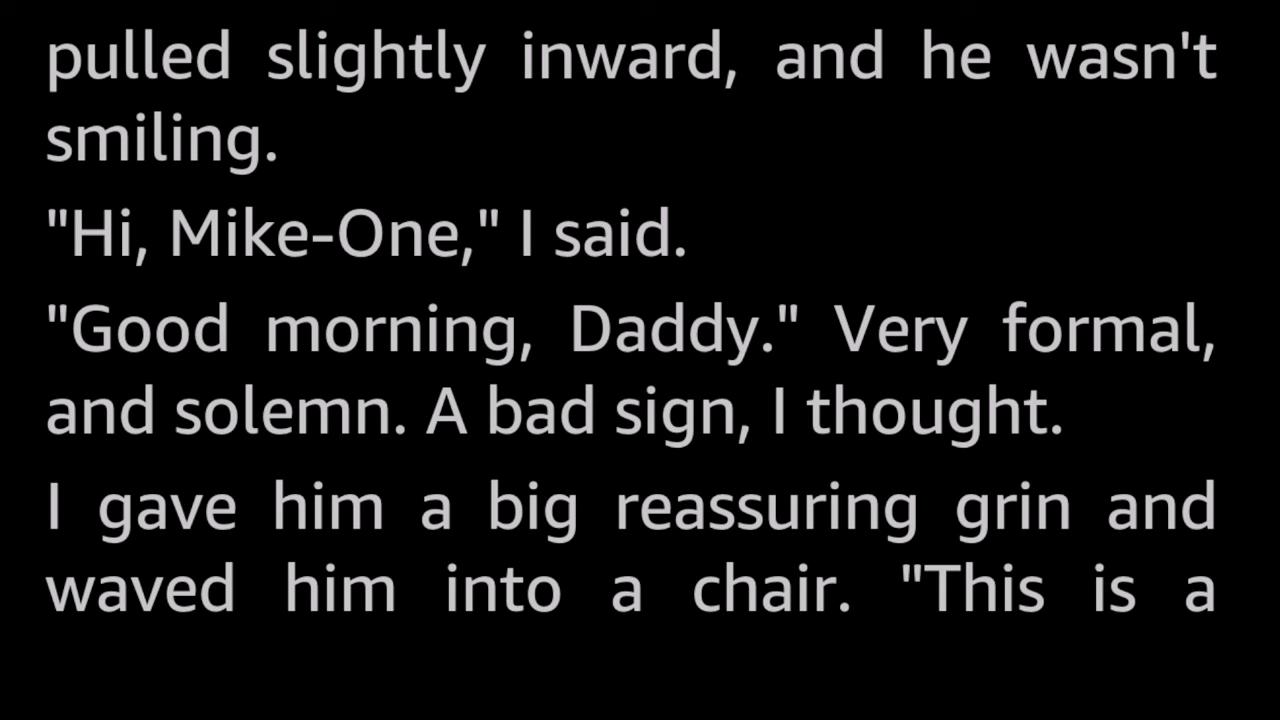 pulled slightly inward, and he wasn't
smiling.
"Hi, Mike-One," I said.
"Good morning, Daddy." Very formal,
and solemn. A bad sign, I thought.
I gave him a big reassuring grin and
waved him into a chair. "This is a